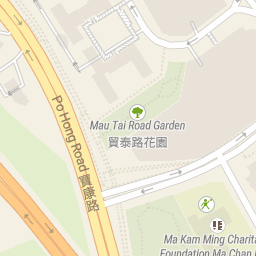 Mau Tai Road Garden
貿泰路花園
Po Hong Road 寶康路
Ma Kam Ming Charita
Foundation Ma Chan